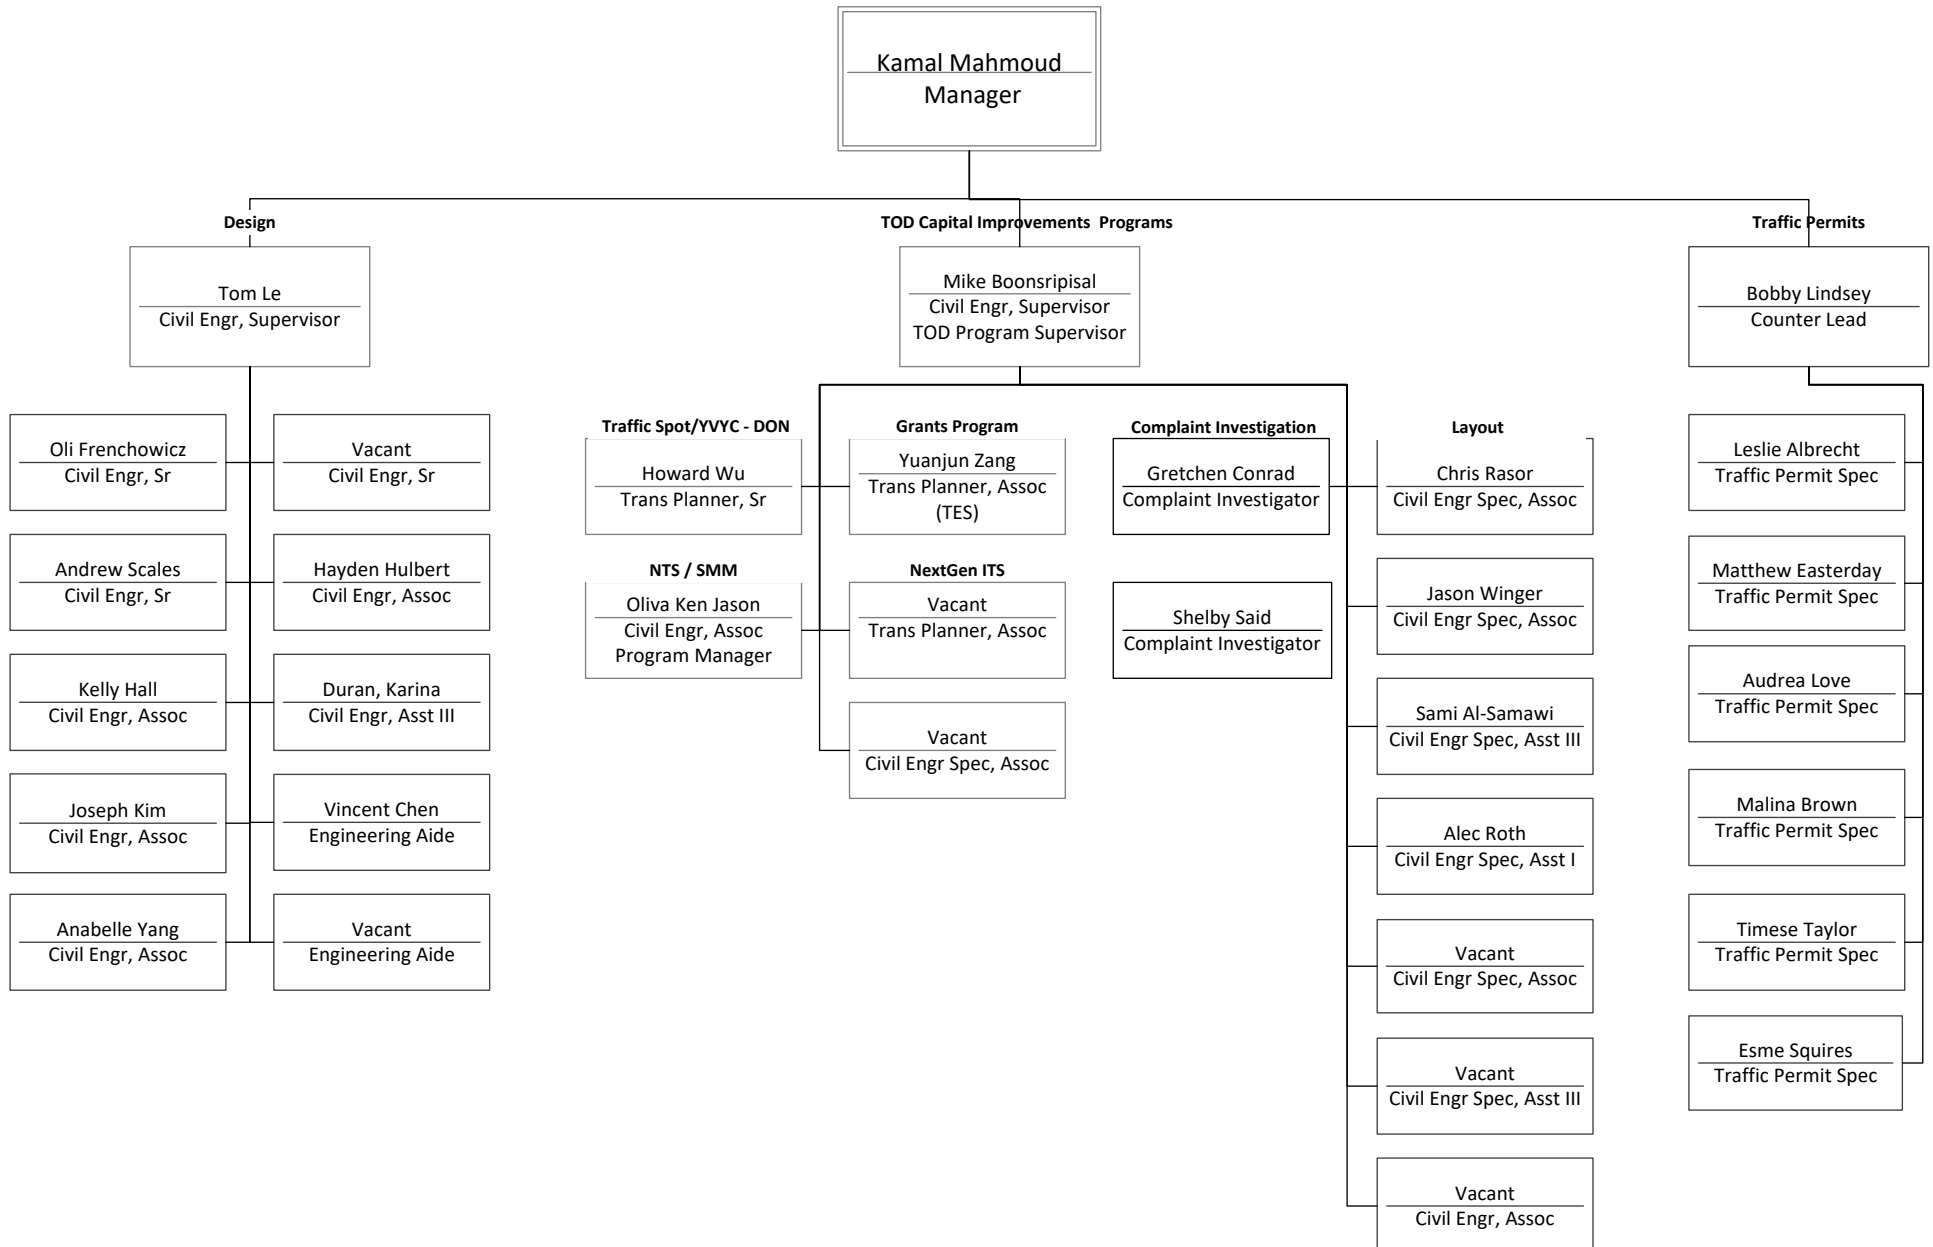 Kamal Mahmoud
Manager
Design
Tom Le
Civil Engr, Supervisor
Oli Frenchowicz
Civil Engr, Sr
Vacant
Civil Engr, Sr
Andrew Scales
Civil Engr, Sr
Hayden Hulbert
Civil Engr, Assoc
Kelly Hall
Civil Engr, Assoc
Duran, Karina
Civil Engr, Asst III
Joseph Kim
Civil Engr, Assoc
Vincent Chen
Engineering Aide
Anabelle Yang
Civil Engr, Assoc
Vacant
Engineering Aide
TOD Capital Improvements Programs
Mike Boonsripisal
Civil Engr, Supervisor
TOD Program Supervisor
Traffic Spot/YVYC - DON
Howard Wu
Trans Planner, Sr
Grants Program
Yuanjun Zang
Trans Planner, Assoc
(TES)
NTS / SMM
Oliva Ken Jason
Civil Engr, Assoc
Program Manager
NextGen ITS
Vacant
Trans Planner, Assoc
Vacant
Civil Engr Spec, Assoc
Complaint Investigation
Gretchen Conrad
Complaint Investigator
Shelby Said
Complaint Investigator
Layout
Chris Rasor
Civil Engr Spec, Assoc
Jason Winger
Civil Engr Spec, Assoc
Sami Al-Samawi
Civil Engr Spec, Asst III
Alec Roth
Civil Engr Spec, Asst I
Vacant
Civil Engr Spec, Assoc
Vacant
Civil Engr Spec, Asst III
Vacant
Civil Engr, Assoc
Traffic Permits
Bobby Lindsey
Counter Lead
Leslie Albrecht
Traffic Permit Spec
Matthew Easterday
Traffic Permit Spec
Audrea Love
Traffic Permit Spec
Malina Brown
Traffic Permit Spec
Timese Taylor
Traffic Permit Spec
Esme Squires
Traffic Permit Spec